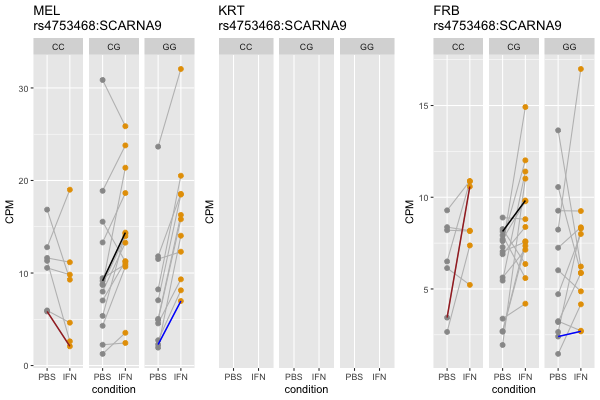 MEL
rs4753468:SCARNA9
CC CG GG
CPM
30
20
10
0
PBS IFN PBS IFN PBS IFN
condition
KRT
rs4753468:SCARNA9
CC CG GG
CPM
PBS IFN PBS IFN PBS IFN
condition
FRB
rs4753468:SCARNA9
CC CG GG
CPM
15
10
5
PBS IFN PBS IFN PBS IFN
condition